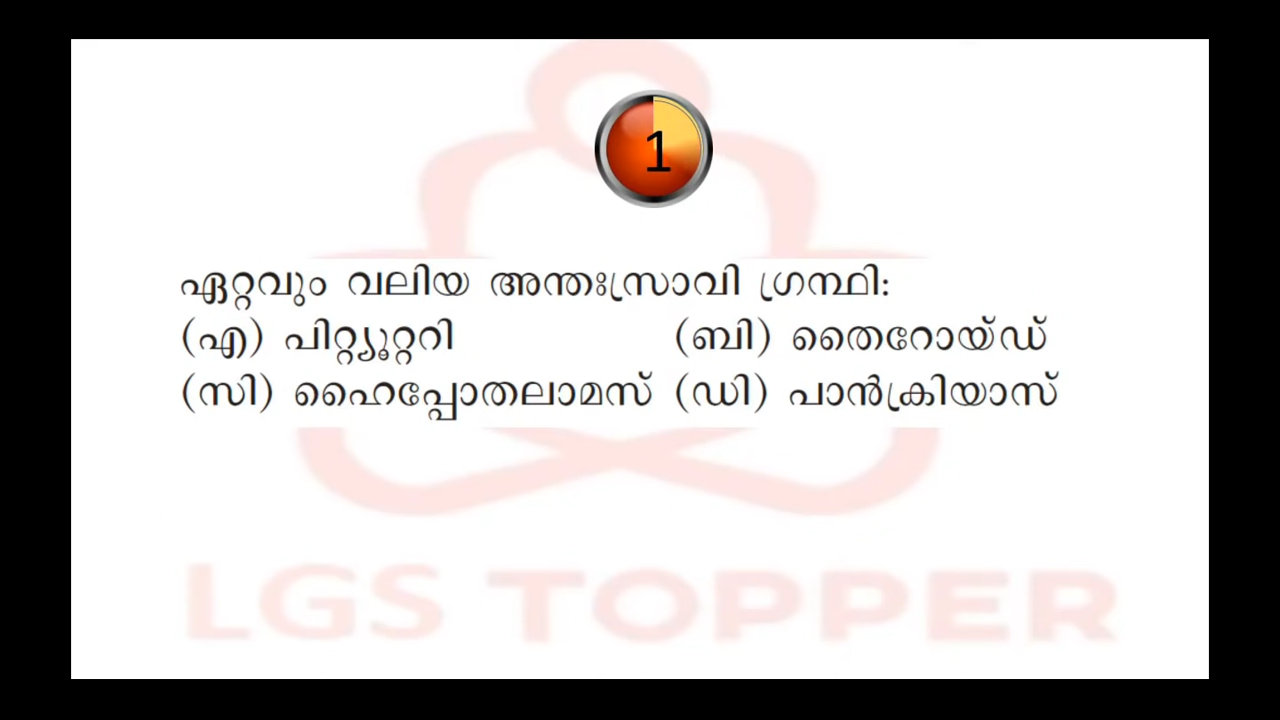 1
ഏറ്റവും വലിയ അന്തഃസ്രാവി ഗ്രന്ഥി:
(എ) പിറ്റ്യൂറ്ററി (ബി) തൈറോയ്ഡ്
(സി) ഹൈപ്പോതലാമസ് (ഡി) പാൻക്രിയാസ്
LGS TOPPER